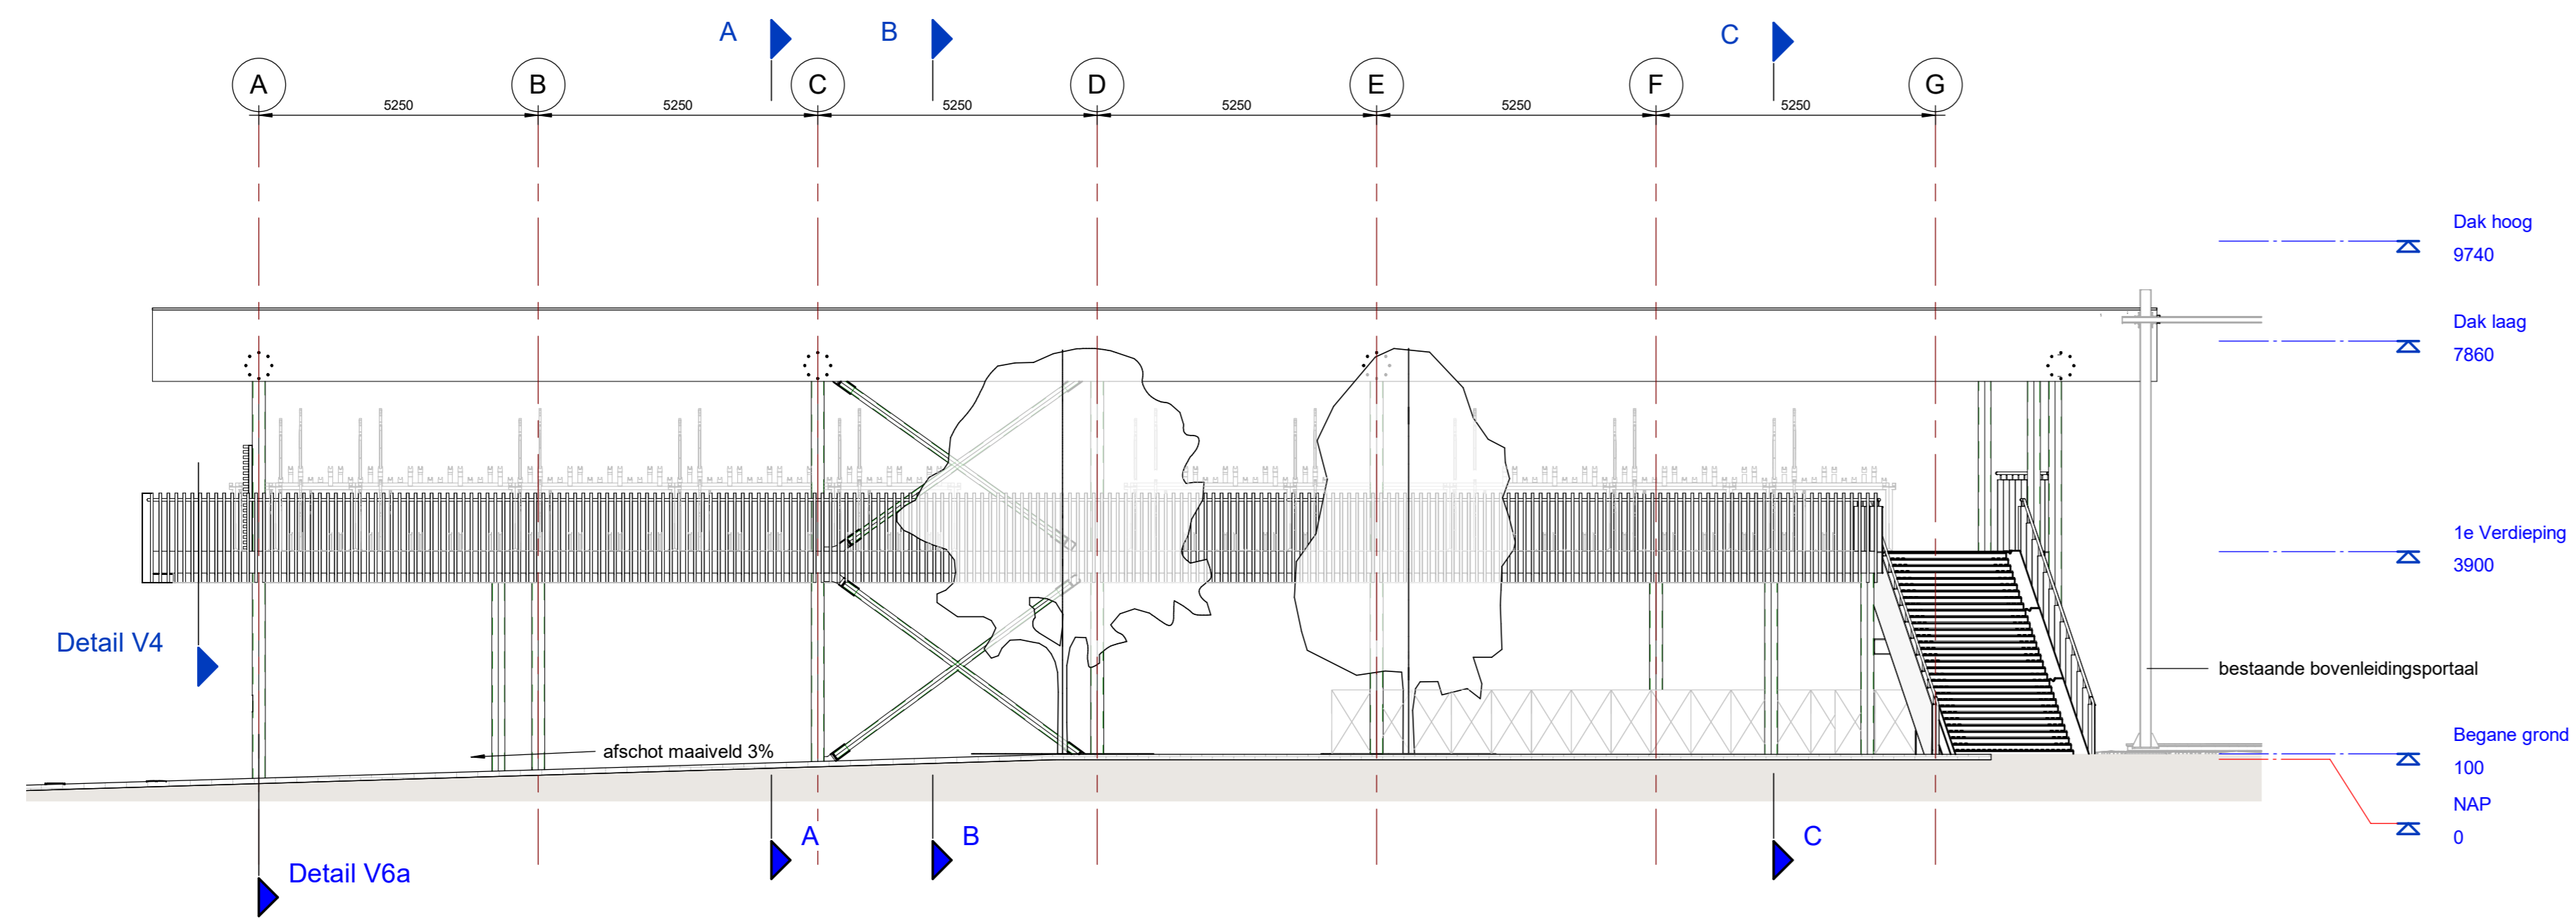 A B C
A B C D E F G
5250 5250 5250 5250 5250 5250
Dak hoog
9740
Dak laag
7860
1e Verdieping
3900
Detail V4
bestaande bovenleidingsportaal
afschot maaiveld 3%
Begane grond
100
NAP
0
A B C
Detail V6a